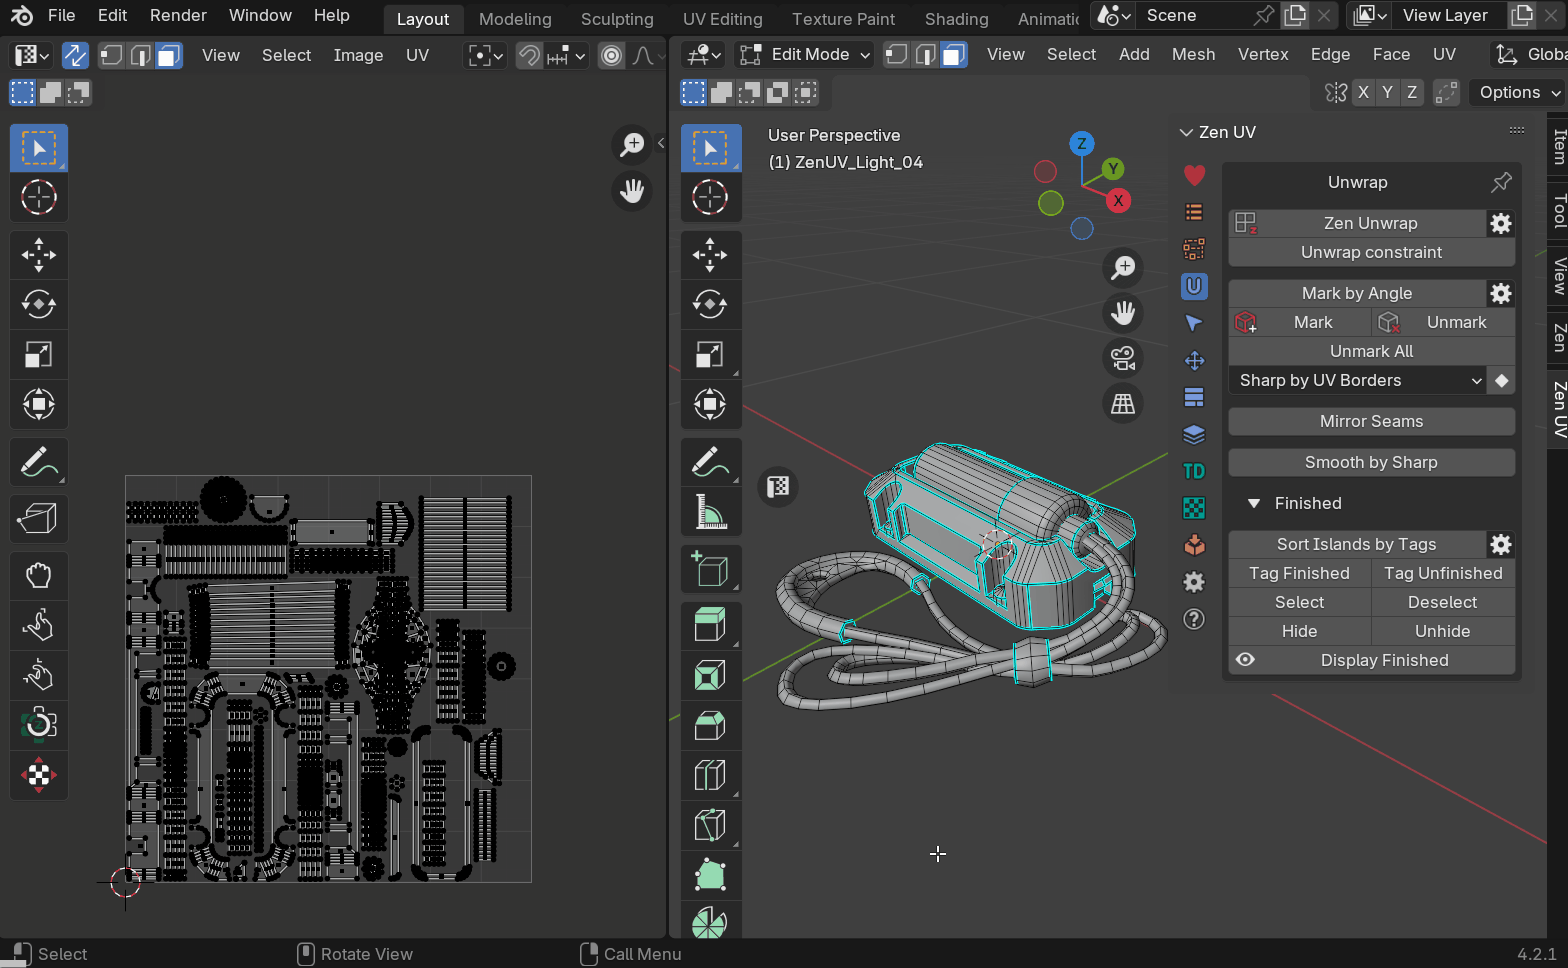 File Edit Render Window Help Layout Modeling Sculpting UV Editing Texture Paint Shading Animatic Scene View Layer
View Select Image UV
Edit Mode View Select Add Mesh Vertex Edge Face UV Globa
X Y Z Options
User Perspective
(1) ZenUV_Light_04
Z
Y
X
Zen UV
Unwrap
Zen Unwrap
Unwrap constraint
Mark by Angle
Mark Unmark
Unmark All
Sharp by UV Borders
Mirror Seams
Smooth by Sharp
Finished
Sort Islands by Tags
Tag Finished Tag Unfinished
Select Deselect
Hide Unhide
Display Finished
TD
Item
Tool
View
Zen
Zen UV
Select Rotate View Call Menu 4.2.1